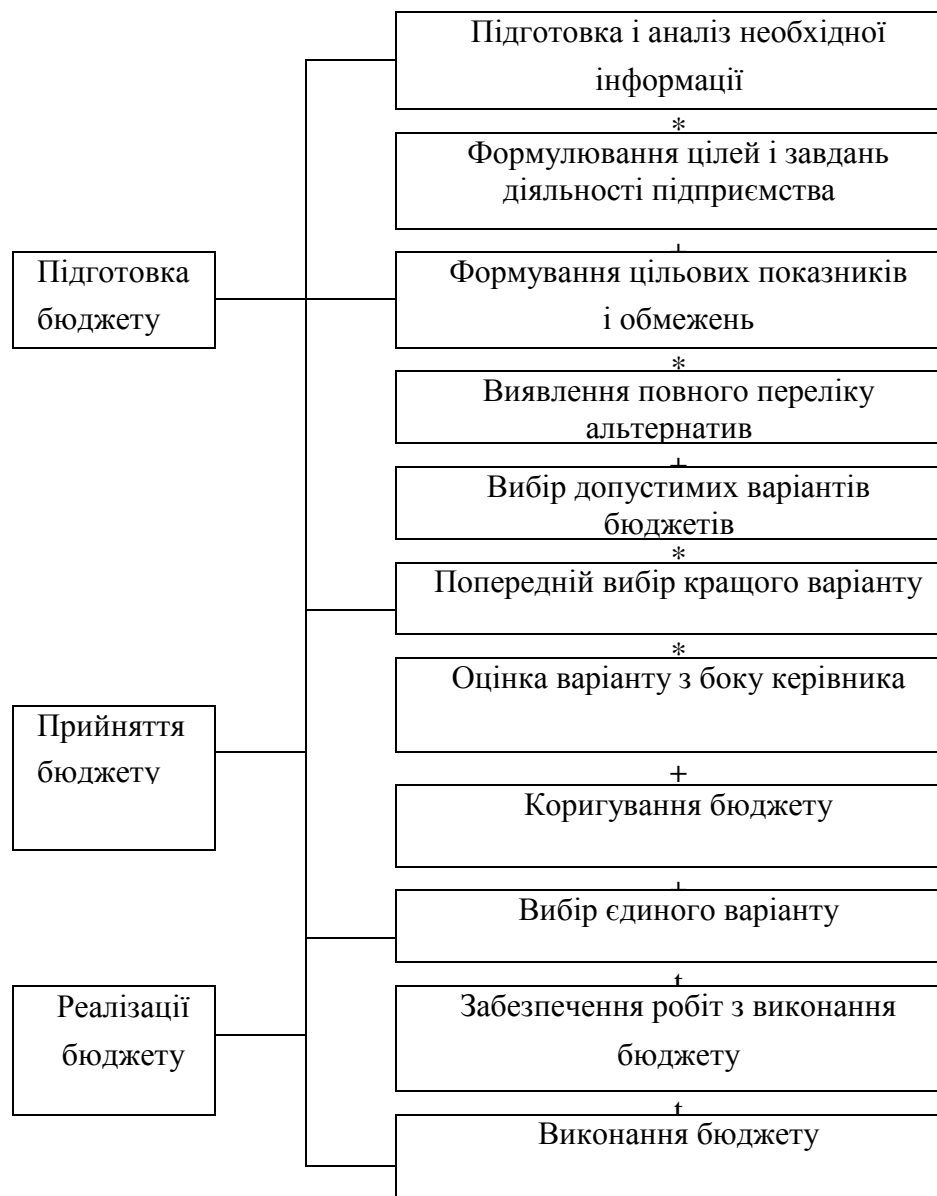 Підготовка і аналіз необхідної
інформації
*
Формулювання цілей і завдань
діяльності підприємства
+
Підготовка
бюджету
Формування цільових показників
і обмежень
*
Виявлення повного переліку
альтернатив
+
Вибір допустимих варіантів
бюджетів
*
Попередній вибір кращого варіанту
*
Оцінка варіанту з боку керівника
Прийняття
бюджету
+
Коригування бюджету
+
Вибір єдиного варіанту
t
Реалізації
бюджету
Забезпечення робіт з виконання
бюджету
t
Виконання бюджету